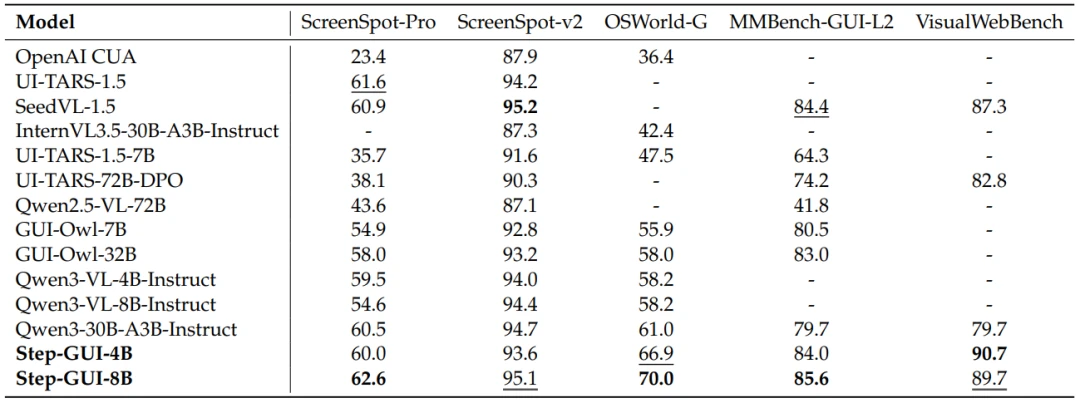 Model ScreenSpot-Pro ScreenSpot-v2 OSWorld-G MMBench-GUI-L2 VisualWebBench
OpenAI CUA 23.4 87.9 36.4 - -
UI-TARS-1.5 61.6 94.2 - - -
SeedVL-1.5 60.9 95.2 - 84.4 87.3
InternVL3.5-30B-A3B-Instruct - 87.3 42.4 - -
UI-TARS-1.5-7B 35.7 91.6 47.5 64.3 -
UI-TARS-72B-DPO 38.1 90.3 - 74.2 82.8
Qwen2.5-VL-72B 43.6 87.1 - 41.8 -
GUI-Owl-7B 54.9 92.8 55.9 80.5 -
GUI-Owl-32B 58.0 93.2 58.0 83.0 -
Qwen3-VL-4B-Instruct 59.5 94.0 58.2 - -
Qwen3-VL-8B-Instruct 54.6 94.4 58.2 - -
Qwen3-30B-A3B-Instruct 60.5 94.7 61.0 79.7 79.7
Step-GUI-4B 60.0 93.6 66.9 84.0 90.7
Step-GUI-8B 62.6 95.1 70.0 85.6 89.7